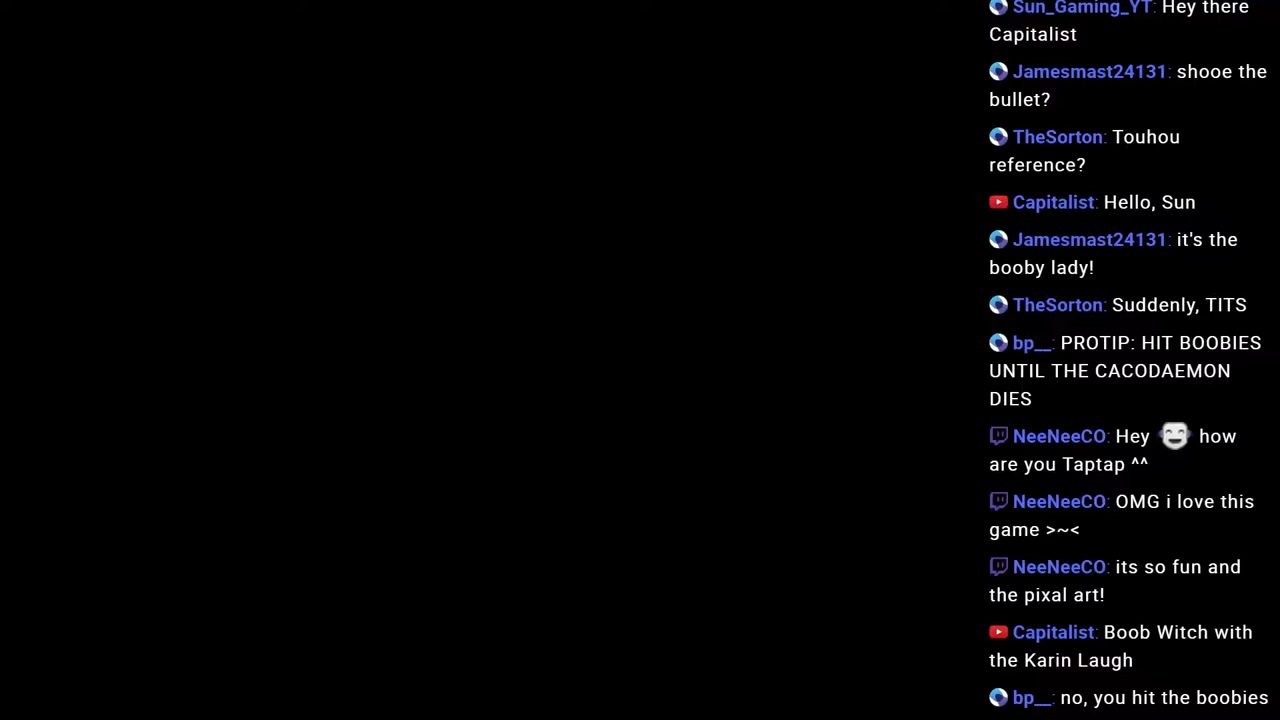 Sun_Gaming_YT: Hey there
Capitalist
Jamesmast24131: shooe the
bullet?
TheSorton: Touhou
reference?
Capitalist: Hello, Sun
Jamesmast24131: it's the
booby lady!
TheSorton: Suddenly, TITS
bp__: PROTIP: HIT BOOBIES
UNTIL THE CACODAEMON
DIES
NeeNeeCO: Hey how
are you Taptap ^^
NeeNeeCO: OMG i love this
game >~<
NeeNeeCO: its so fun and
the pixal art!
Capitalist: Boob Witch with
the Karin Laugh
bp__: no, you hit the boobies